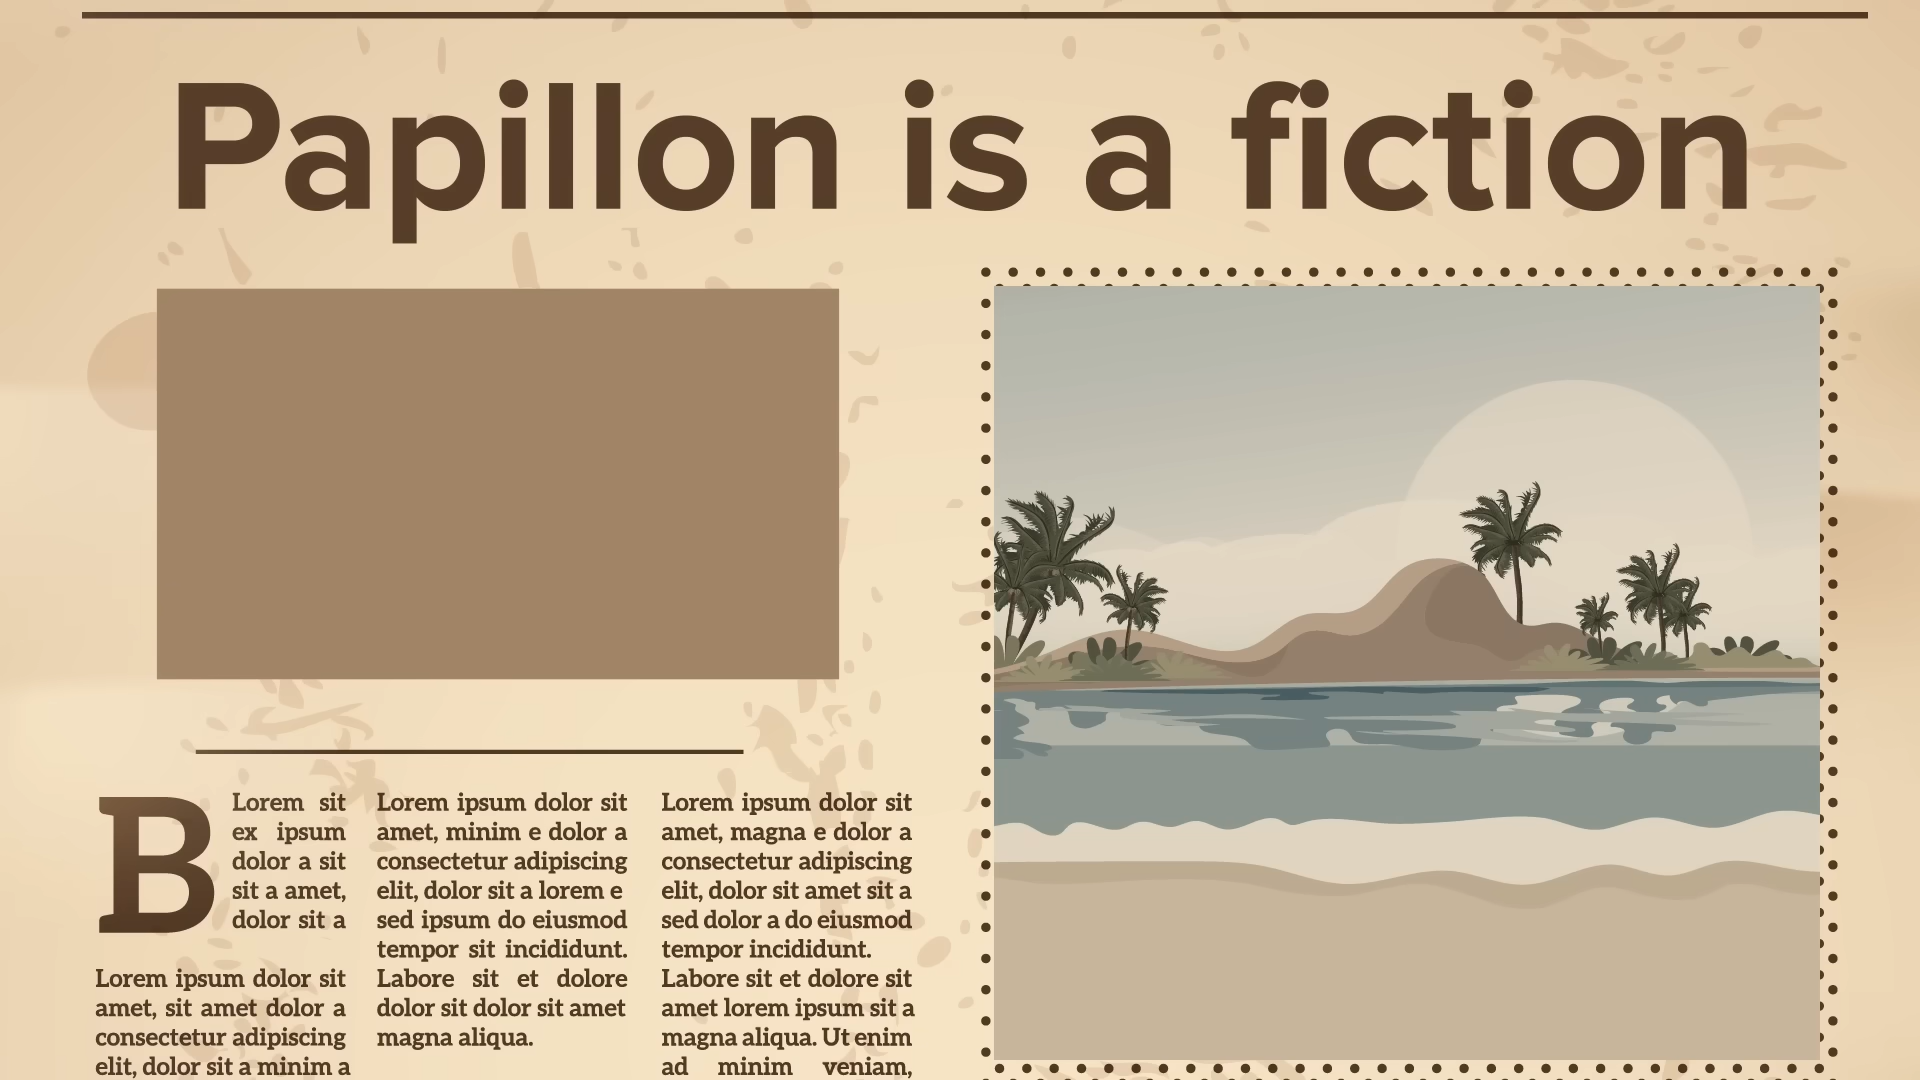 Papillon is a fiction
B
Lorem sit
ex ipsum
dolor a sit
sit a amet,
dolor sit a
Lorem ipsum dolor sit
amet, sit amet dolor a
consectetur adipiscing
elit, dolor sit a minim a
Lorem ipsum dolor sit
amet, minim e dolor a
consectetur adipiscing
elit, dolor sit a lorem e
sed ipsum do eiusmod
tempor sit incididunt.
Labore sit et dolore
dolor sit dolor sit amet
magna aliqua.
Lorem ipsum dolor sit
amet, magna e dolor a
consectetur adipiscing
elit, dolor sit amet sit a
sed dolor a do eiusmod
tempor incididunt.
Labore sit et dolore sit
amet lorem ipsum sit a
magna aliqua. Ut enim
ad minim veniam,